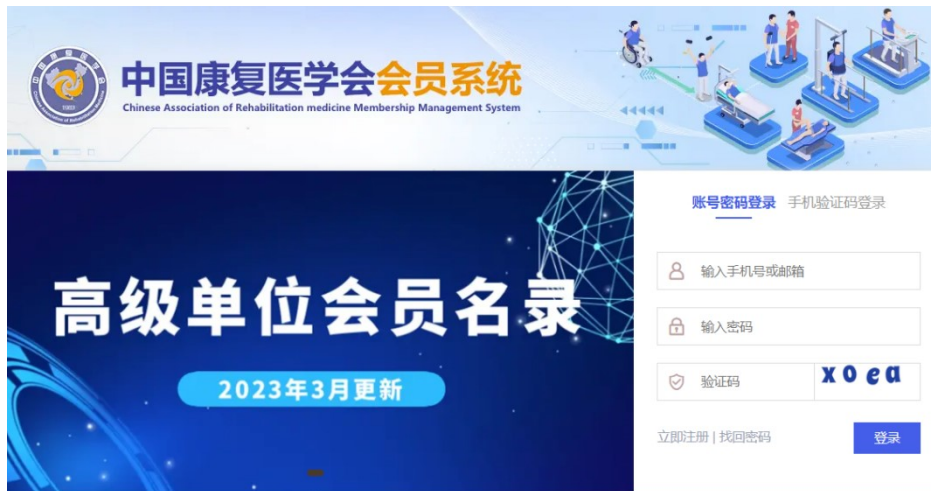 中国康复医学会会员系统
Chinese Association of Rehabilitation medicine Membership Management System
账号密码登录 手机验证码登录
高级单位会员名录
2023年3月更新
输入手机号或邮箱
输入密码
验证码 xoea
立即注册 | 找回密码 登录